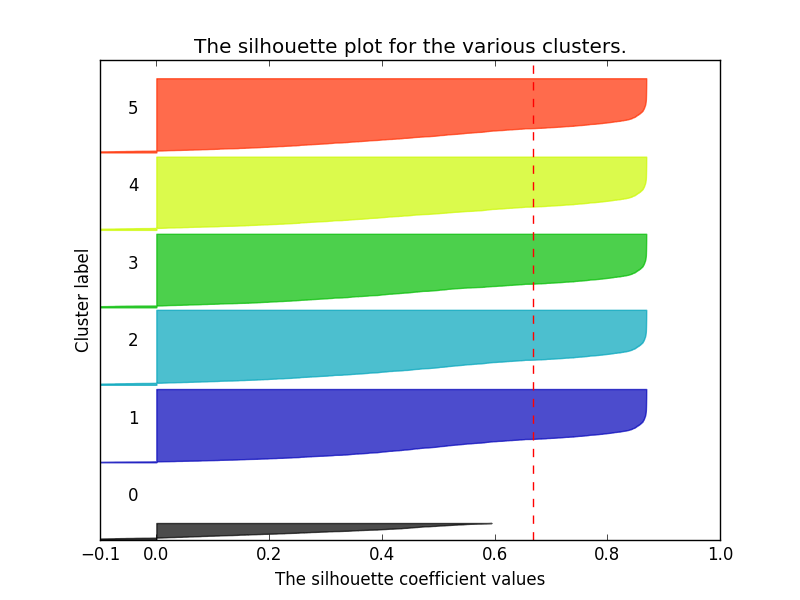 The silhouette plot for the various clusters.
5
4
3
2
1
0
Cluster label
−0.1 0.0 0.2 0.4 0.6 0.8 1.0
The silhouette coefficient values